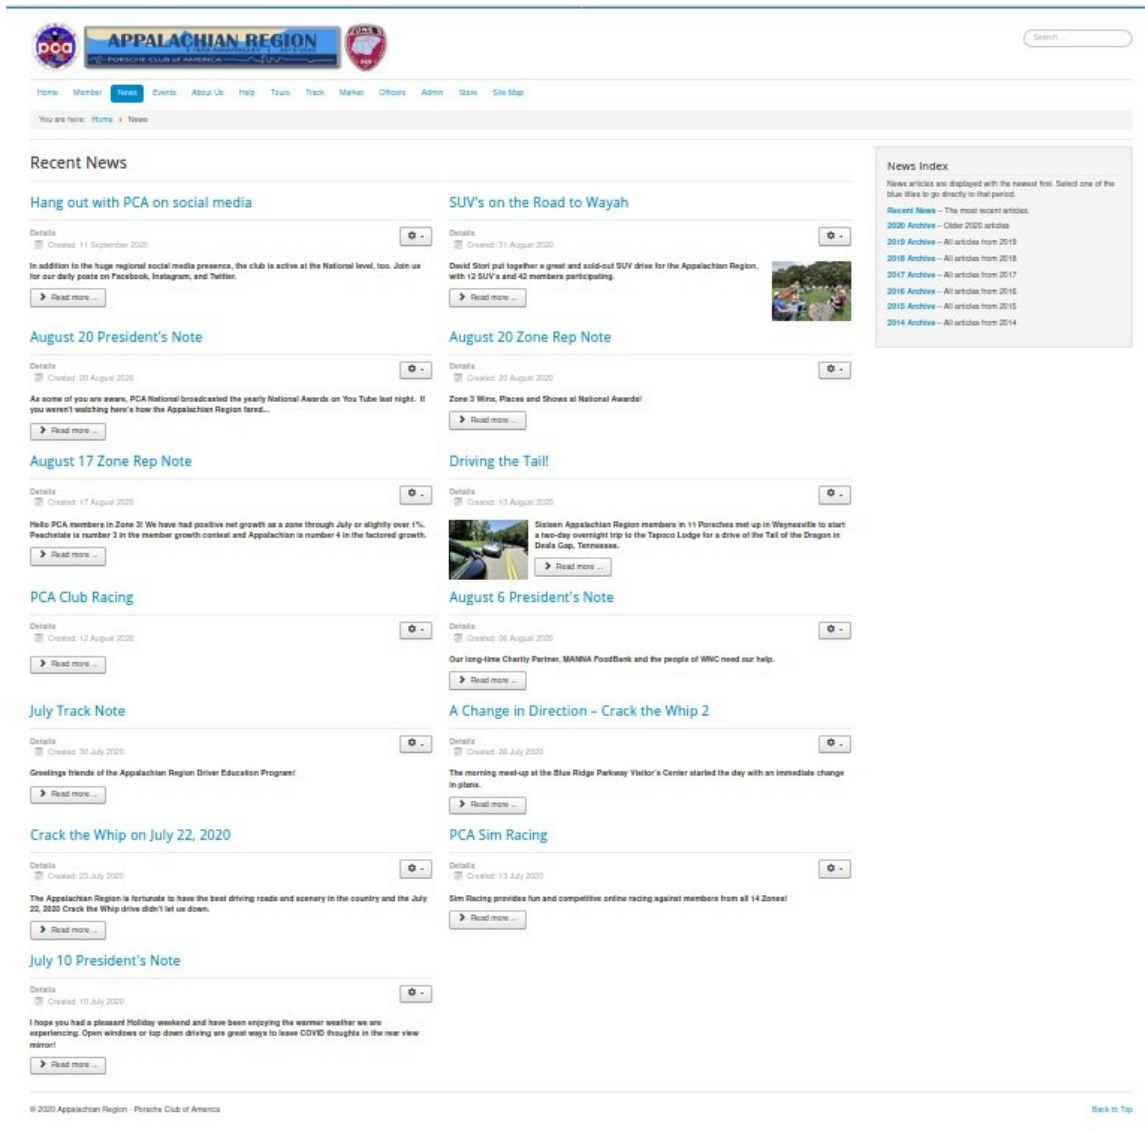 pca
APPALACHIAN REGION
5 YEAR ANNIVERSARY | 2015-2020
PORSCHE CLUB of AMERICA
ZONE 3
Search ...
Home Member News Events About Us Help Tours Track Market Officers Admin Store Site Map
You are here: Home › News
Recent News
Hang out with PCA on social media
Details
Created: 11 September 2020
In addition to the huge regional social media presence, the club is active at the National level, too. Join us
for our daily posts on Facebook, Instagram, and Twitter.
Read more ...
SUV's on the Road to Wayah
Details
Created: 31 August 2020
David Stori put together a great and sold-out SUV drive for the Appalachian Region,
with 12 SUV's and 42 members participating.
Read more ...
August 20 President's Note
Details
Created: 20 August 2020
As some of you are aware, PCA National broadcasted the yearly National Awards on You Tube last night. If
you weren't watching here's how the Appalachian Region fared...
Read more ...
August 20 Zone Rep Note
Details
Created: 20 August 2020
Zone 3 Wins, Places and Shows at National Awards!
Read more ...
August 17 Zone Rep Note
Details
Created: 17 August 2020
Hello PCA members in Zone 3! We have had positive net growth as a zone through July or slightly over 1%.
Peachstate is number 3 in the member growth contest and Appalachian is number 4 in the factored growth.
Read more ...
Driving the Tail!
Details
Created: 13 August 2020
Sixteen Appalachian Region members in 11 Porsches met up in Waynesville to start
a two-day overnight trip to the Tapoco Lodge for a drive of the Tail of the Dragon in
Deals Gap, Tennessee.
Read more ...
PCA Club Racing
Details
Created: 12 August 2020
Read more ...
August 6 President's Note
Details
Created: 06 August 2020
Our long-time Charity Partner, MANNA FoodBank and the people of WNC need our help.
Read more ...
July Track Note
Details
Created: 30 July 2020
Greetings friends of the Appalachian Region Driver Education Program!
Read more ...
A Change in Direction – Crack the Whip 2
Details
Created: 26 July 2020
The morning meet-up at the Blue Ridge Parkway Visitor's Center started the day with an immediate change
in plans.
Read more ...
Crack the Whip on July 22, 2020
Details
Created: 23 July 2020
The Appalachian Region is fortunate to have the best driving roads and scenery in the country and the July
22, 2020 Crack the Whip drive didn't let us down.
Read more ...
PCA Sim Racing
Details
Created: 13 July 2020
Sim Racing provides fun and competitive online racing against members from all 14 Zones!
Read more ...
July 10 President's Note
Details
Created: 10 July 2020
I hope you had a pleasant Holiday weekend and have been enjoying the warmer weather we are
experiencing. Open windows or top down driving are great ways to leave COVID thoughts in the rear view
mirror!
Read more ...
News Index
News articles are displayed with the newest first. Select one of the
blue titles to go directly to that period.
Recent News – The most recent articles.
2020 Archive – Older 2020 articles
2019 Archive – All articles from 2019
2018 Archive – All articles from 2018
2017 Archive – All articles from 2017
2016 Archive – All articles from 2016
2015 Archive – All articles from 2015
2014 Archive – All articles from 2014
© 2020 Appalachian Region - Porsche Club of America
Back to Top